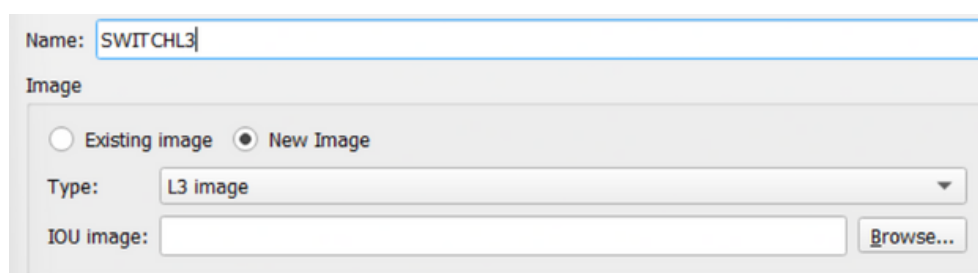 Name: SWITCHL3
Image
Existing image New Image
Type: L3 image
IOU image: Browse...